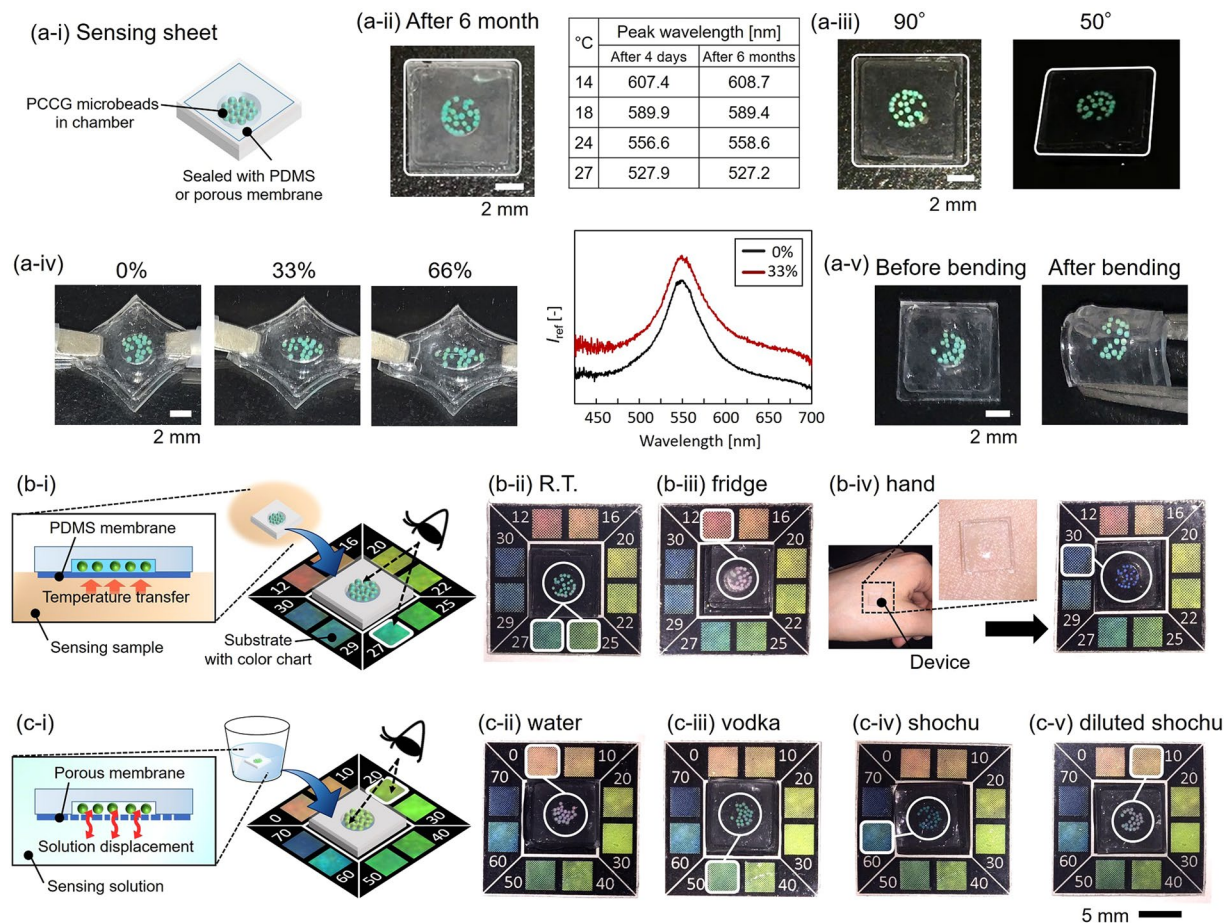 (a-i) Sensing sheet
PCCG microbeads
in chamber
Sealed with PDMS
or porous membrane
(a-ii) After 6 month
2 mm
°C Peak wavelength [nm]
After 4 days After 6 months
14 607.4 608.7
18 589.9 589.4
24 556.6 558.6
27 527.9 527.2
(a-iii) 90° 50°
2 mm
(a-iv) 0% 33% 66%
2 mm
0%
33%
Iref [-]
425 500 550 600 650 700
Wavelength [nm]
(a-v) Before bending After bending
2 mm
(b-i)
PDMS membrane
Temperature transfer
Sensing sample
Substrate
with color chart
12 16 20 22 25 27 29 30
(b-ii) R.T.
12 16
30 20
29 22
27 25
(b-iii) fridge
12 16
30 20
29 22
27 25
(b-iv) hand
Device
12 16
30 20
29 22
27 25
(c-i)
Porous membrane
Solution displacement
Sensing solution
0 10 20 30 40 50 60 70
(c-ii) water
0 10
70 20
60 30
50 40
(c-iii) vodka
0 10
70 20
60 30
50 40
(c-iv) shochu
0 10
70 20
60 30
50 40
(c-v) diluted shochu
0 10
70 20
60 30
50 40
5 mm